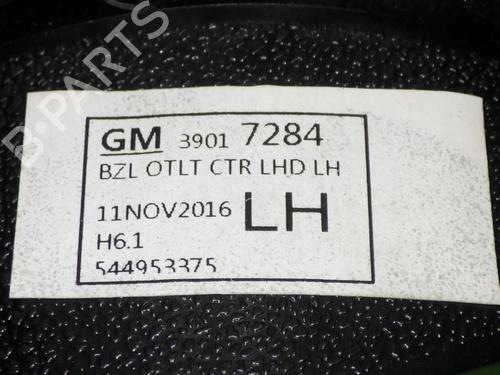 GM 3901 7284
BZL OTLT CTR LHD LH
11NOV2016 LH
H6.1
544953375
B-PARTS